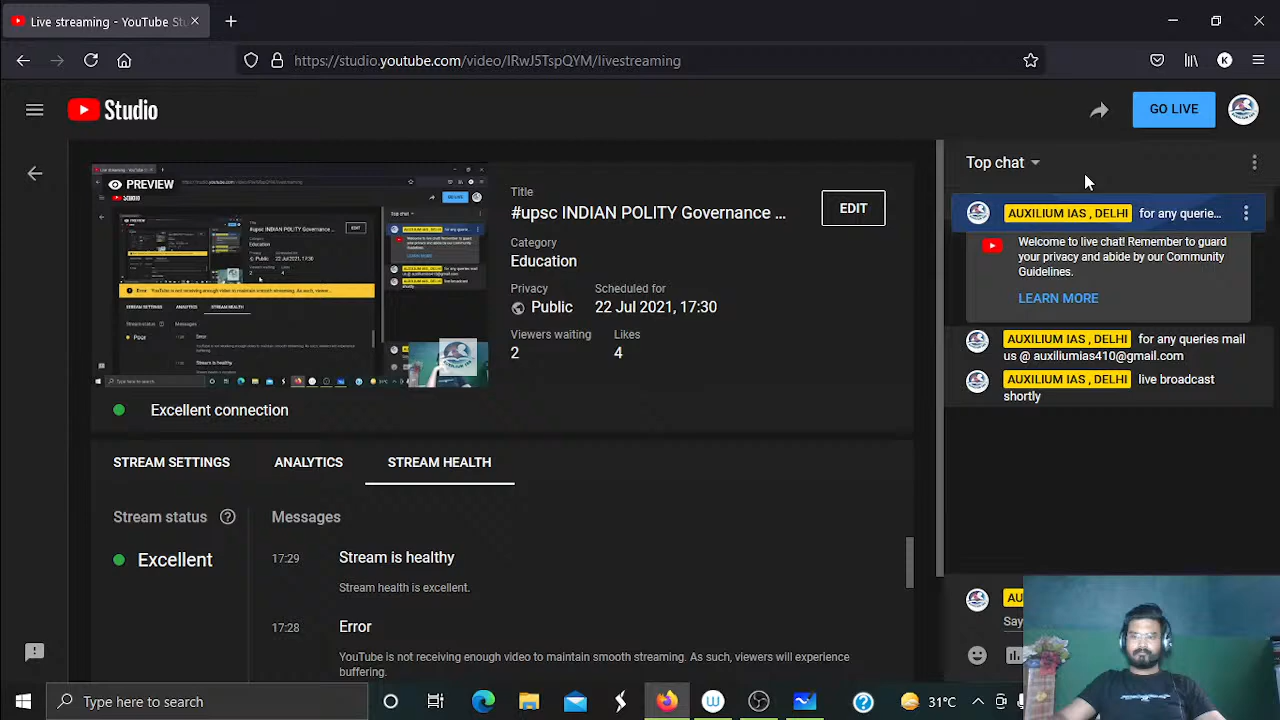 Live streaming - YouTube Stu
https://studio.youtube.com/video/IRwJ5TspQYM/livestreaming
K
Studio
GO LIVE
PREVIEW
Title
#upsc INDIAN POLITY Governance ...
EDIT
Category
Education
Privacy
Scheduled for
Public
22 Jul 2021, 17:30
Viewers waiting
Likes
2
4
Excellent connection
STREAM SETTINGS
ANALYTICS
STREAM HEALTH
Stream status
Messages
Excellent
17:29
Stream is healthy
Stream health is excellent.
17:28
Error
YouTube is not receiving enough video to maintain smooth streaming. As such, viewers will experience
buffering.
Top chat
AUXILIUM IAS , DELHI for any querie...
Welcome to live chat! Remember to guard
your privacy and abide by our Community
Guidelines.
LEARN MORE
AUXILIUM IAS , DELHI for any queries mail
us @ auxiliumias410@gmail.com
AUXILIUM IAS , DELHI live broadcast
shortly
AU
Say
Type here to search
31°C